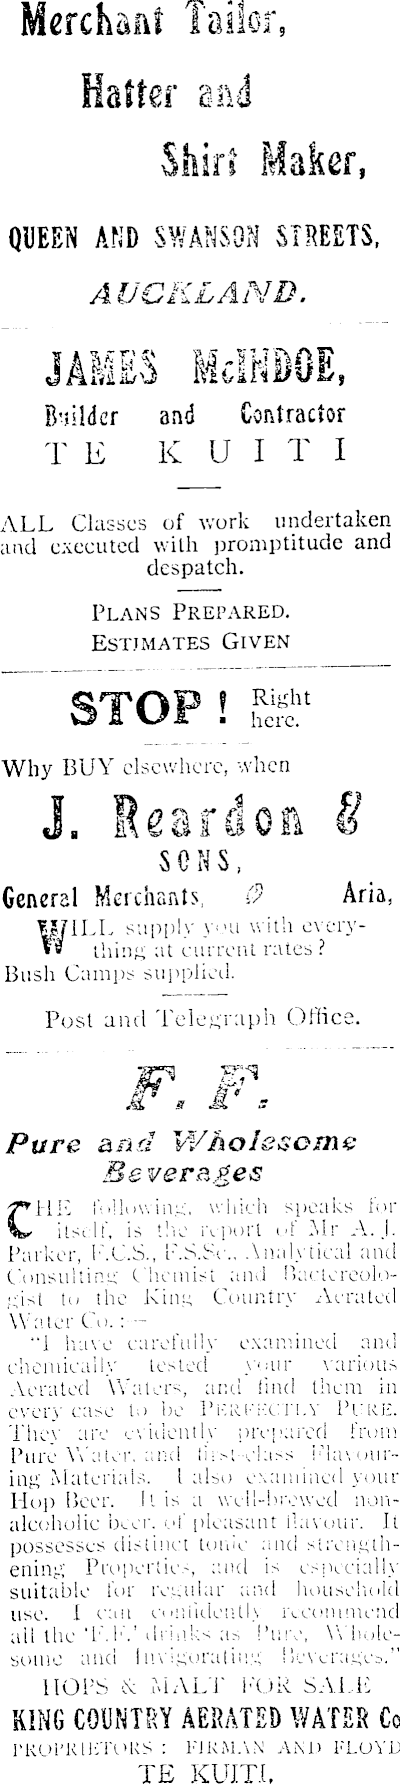 Merchant Tailor,
Hatter and
Shirt Maker,
QUEEN AND SWANSON STREETS,
AUCKLAND.
JAMES McINDOE,
Builder and Contractor
TE KUITI
ALL Classes of work undertaken
and executed with promptitude and
despatch.
PLANS PREPARED.
ESTIMATES GIVEN
STOP! Right
here.
Why BUY elsewhere, when
J. Reardon &
SONS,
General Merchants, Aria,
WILL supply you with every-
thing at current rates?
Bush Camps supplied.
Post and Telegraph Office.
F. F.
Pure and Wholesome
Beverages
THE following, which speaks for
itself, is the report of Mr A. J.
Parker, F.C.S., F.S.Sc., Analytical and
Consulting Chemist and Bactereolo-
gist to the King Country Aerated
Water Co. : —
"I have carefully examined and
chemically tested your various
Aerated Waters, and find them in
every case to be PERFECTLY PURE.
They are evidently prepared from
Pure Water, and first-class Flavour-
ing Materials. I also examined your
Hop Beer. It is a well-brewed non-
alcoholic beer, of pleasant flavour. It
possesses distinct tonic and strength-
ening Properties, and is especially
suitable for regular and household
use. I can confidently recommend
all the 'F.F.' drinks as Pure, Whole-
some and Invigorating Beverages."
HOPS & MALT FOR SALE
KING COUNTRY AERATED WATER Co
PROPRIETORS : FIRMAN AND FLOYD
TE KUITI.